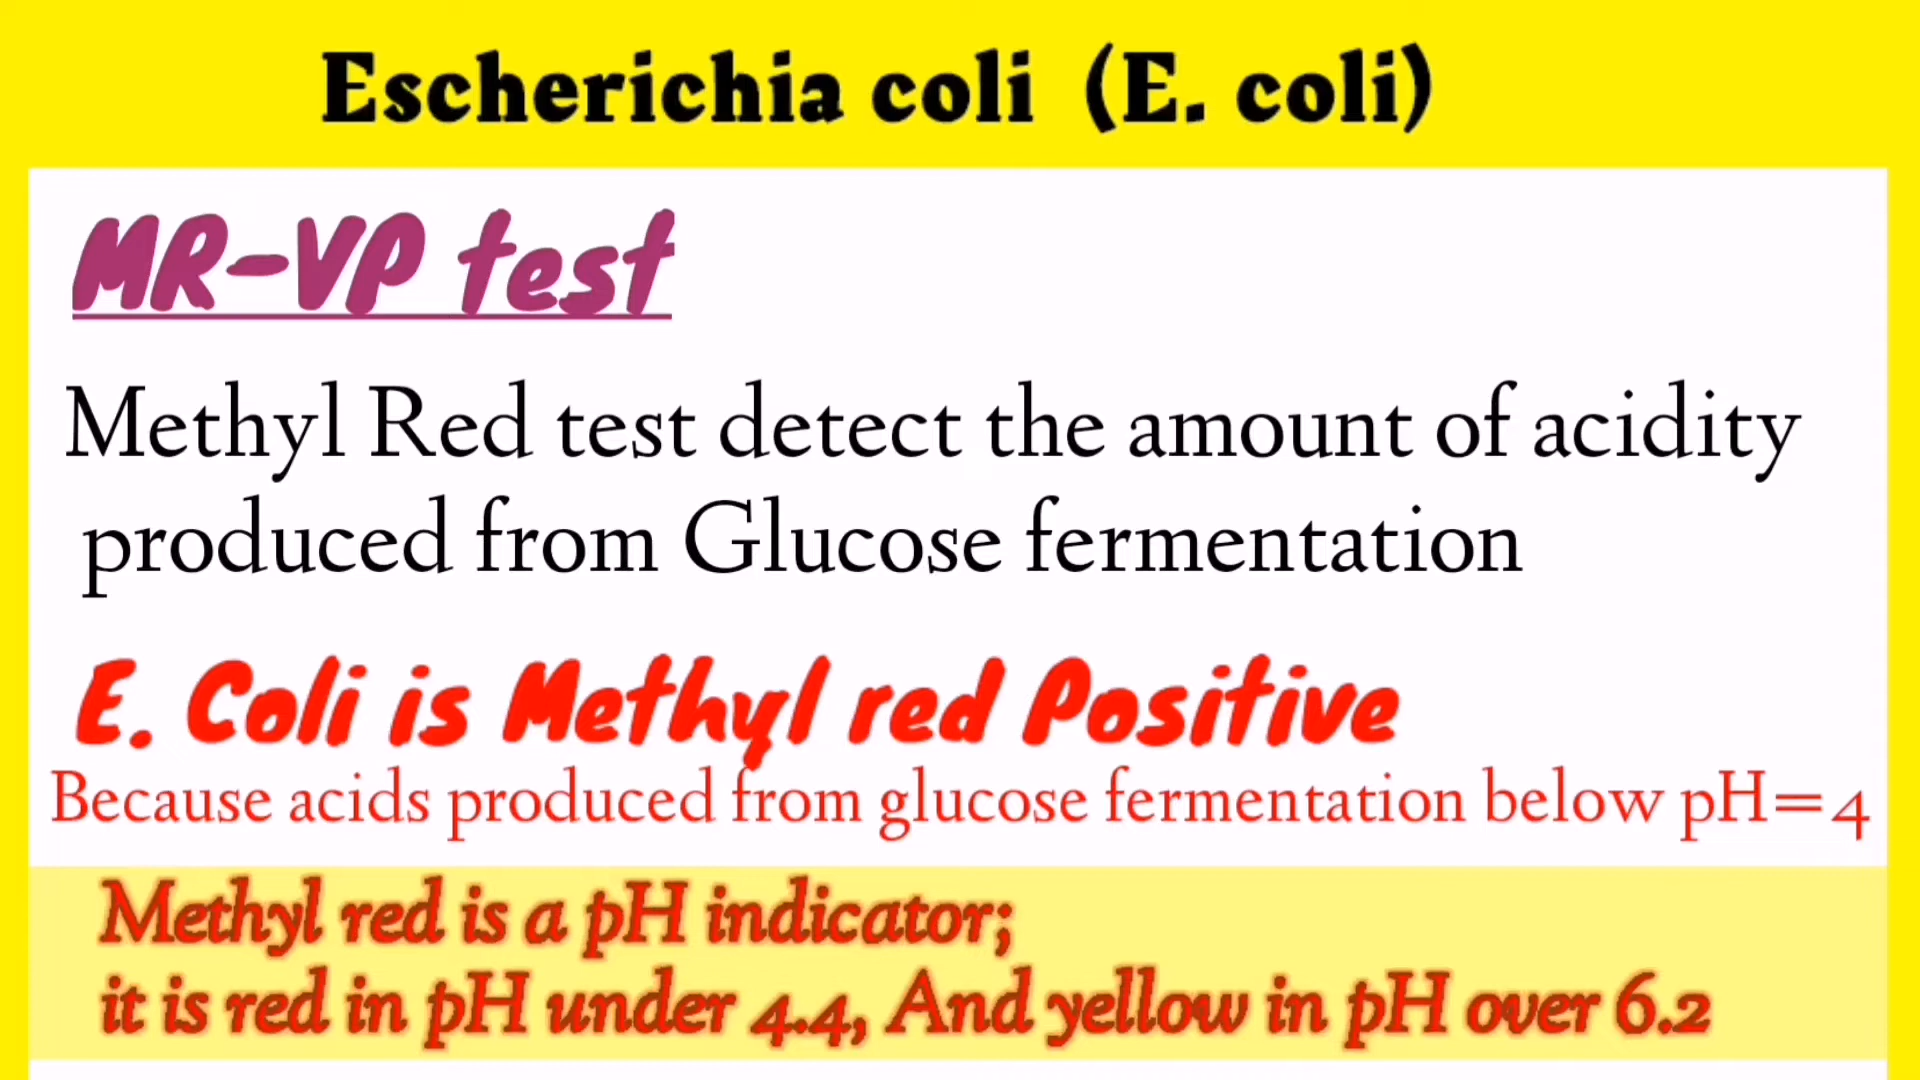 Escherichia coli (E. coli)
MR-VP test
Methyl Red test detect the amount of acidity
produced from Glucose fermentation
E. Coli is Methyl red Positive
Because acids produced from glucose fermentation below pH=4
Methyl red is a pH indicator;
it is red in pH under 4.4, And yellow in pH over 6.2